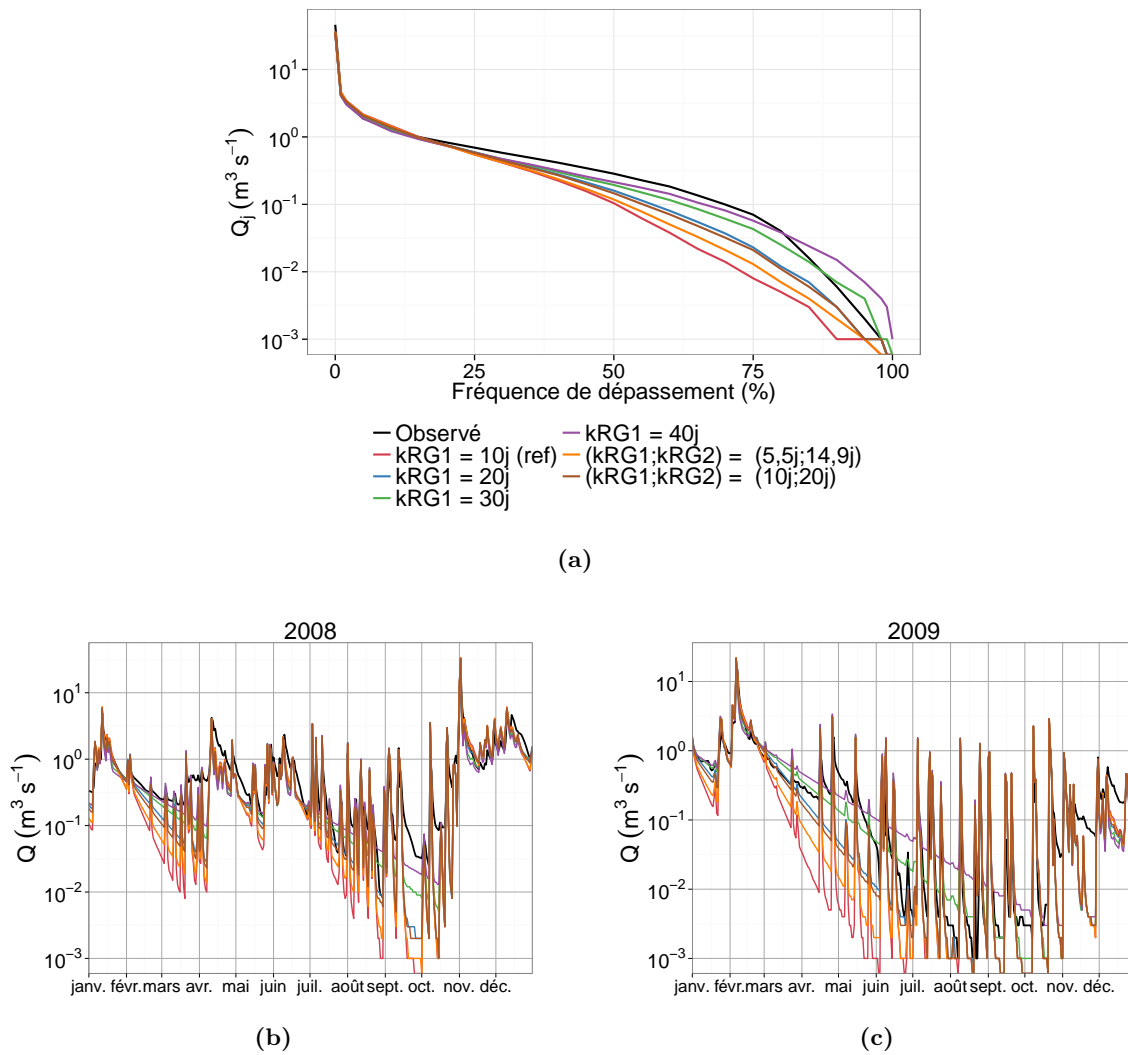 10¹
10⁰
10⁻¹
10⁻²
10⁻³
Qj (m³ s⁻¹)
0 25 50 75 100
Fréquence de dépassement (%)
Observé
kRG1 = 10j (ref)
kRG1 = 20j
kRG1 = 30j
kRG1 = 40j
(kRG1;kRG2) = (5,5j;14,9j)
(kRG1;kRG2) = (10j;20j)
(a)
2008
10¹
10⁰
10⁻¹
10⁻²
10⁻³
Q (m³ s⁻¹)
janv. févr. mars avr. mai juin juil. août sept. oct. nov. déc.
(b)
2009
10¹
10⁰
10⁻¹
10⁻²
10⁻³
Q (m³ s⁻¹)
janv. févr. mars avr. mai juin juil. août sept. oct. nov. déc.
(c)